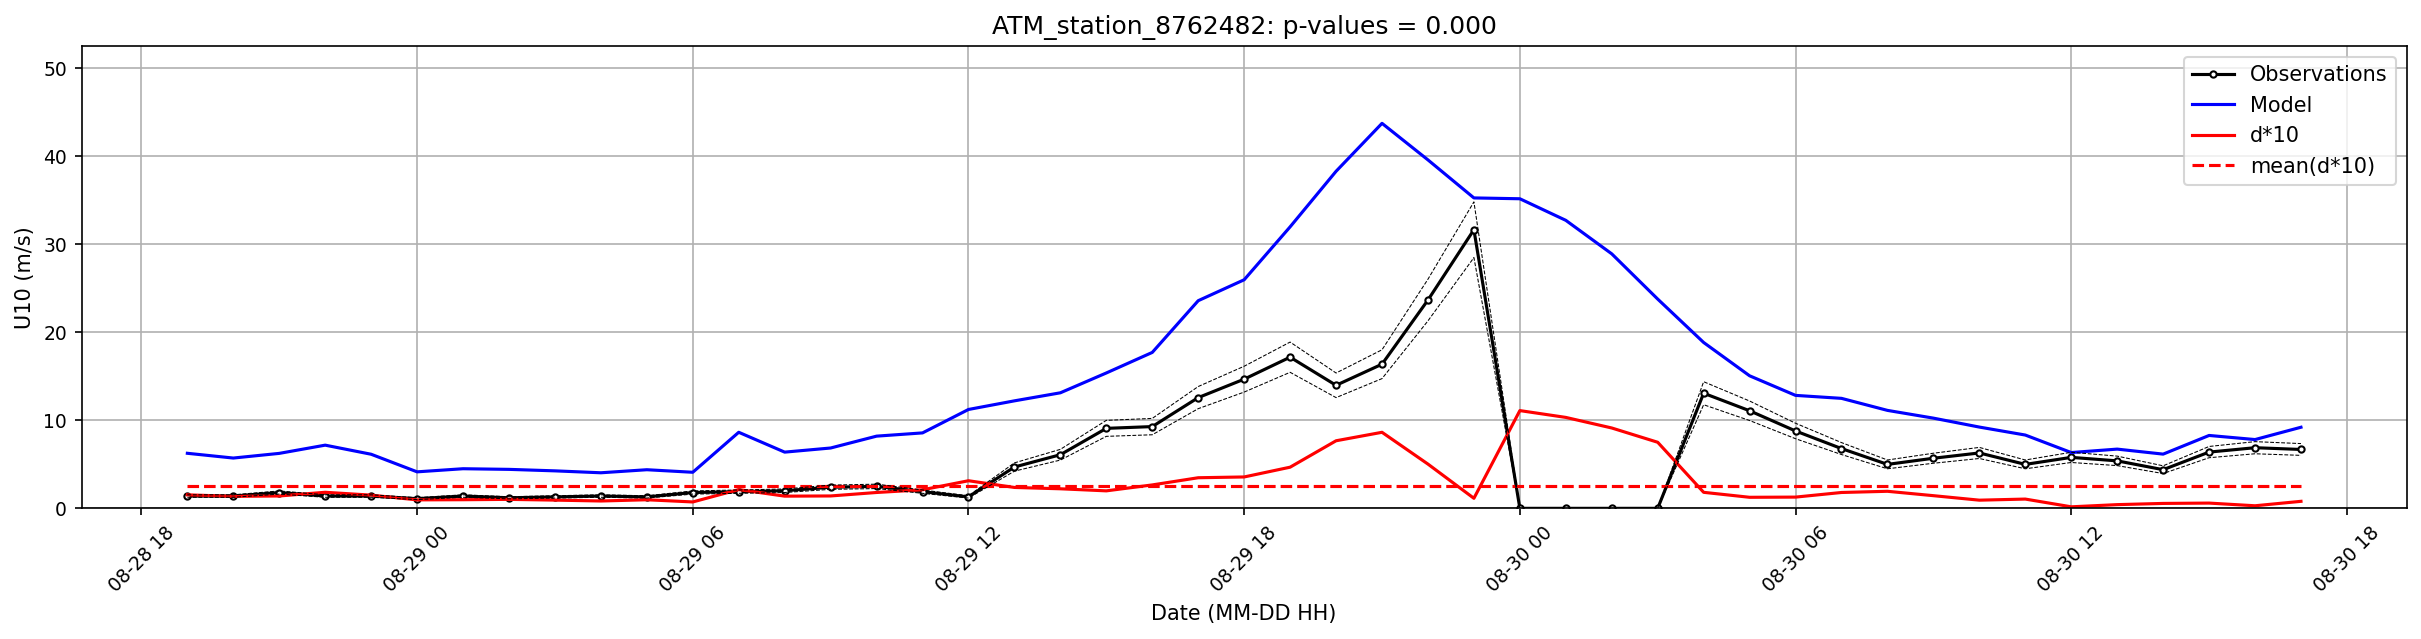 ATM_station_8762482: p-values = 0.000
U10 (m/s)
50
40
30
20
10
0
Observations
Model
d*10
mean(d*10)
08-28 18
08-29 00
08-29 06
08-29 12
08-29 18
08-30 00
08-30 06
08-30 12
08-30 18
Date (MM-DD HH)